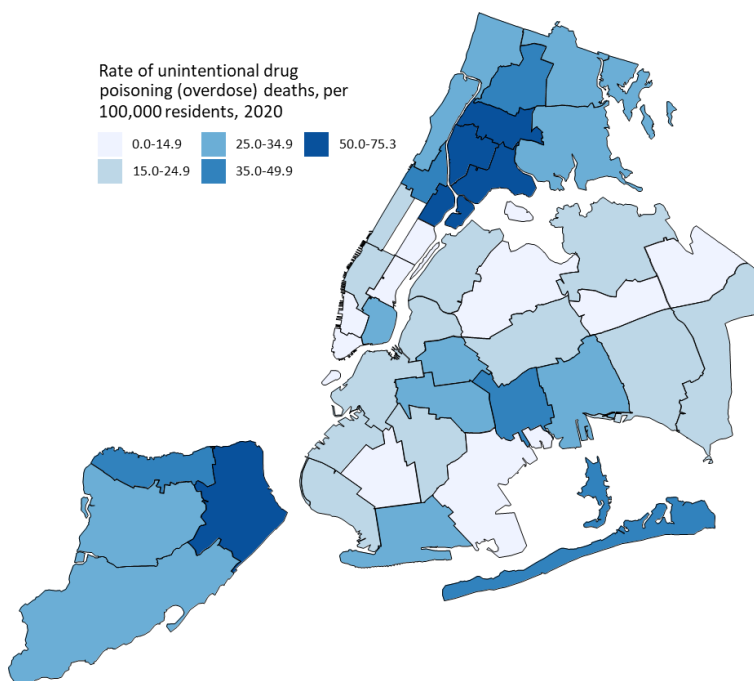 Rate of unintentional drug
poisoning (overdose) deaths, per
100,000 residents, 2020
0.0-14.9 25.0-34.9 50.0-75.3
15.0-24.9 35.0-49.9